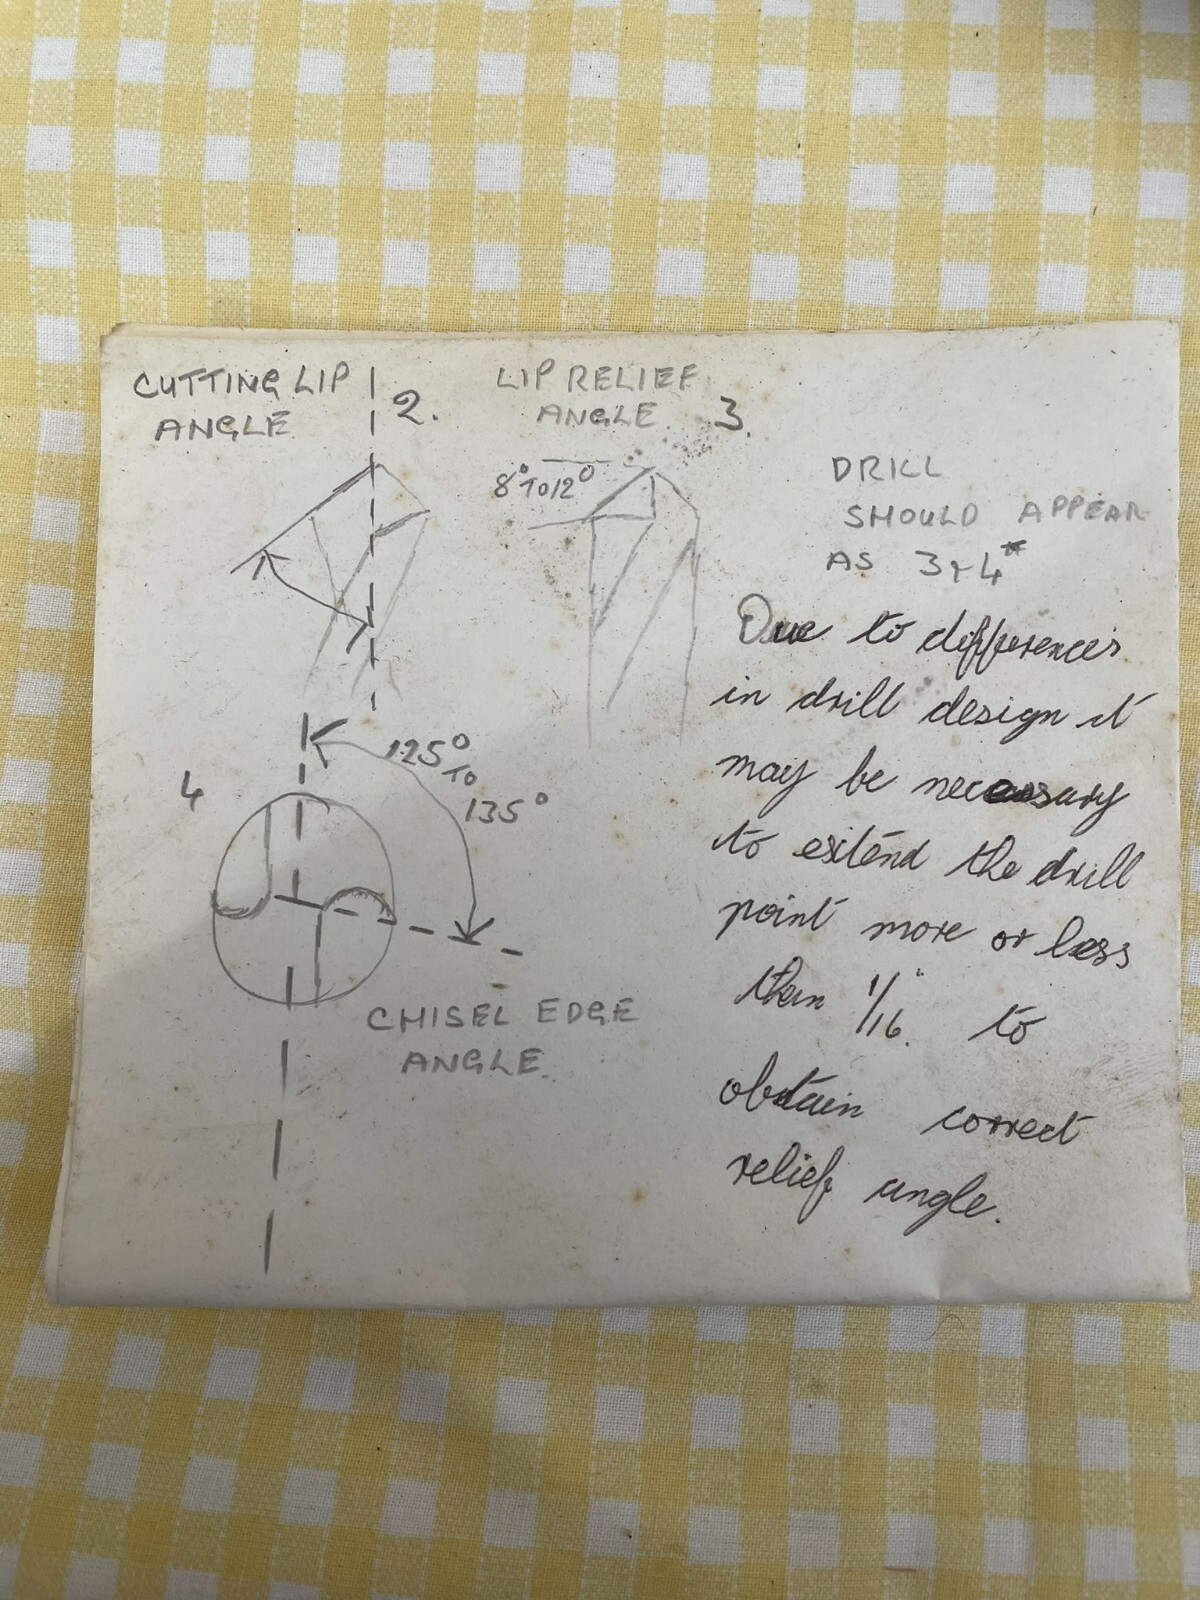 CUTTING LIP
ANGLE
2.
LIP RELIEF
ANGLE
3.
8° TO 12°
DRILL
SHOULD APPEAR
AS 3 & 4*
Due to differences
in drill design it
may be necessary
to extend the drill
point more or less
than 1/16" to
obtain correct
relief angle.
4
125°
TO
135°
CHISEL EDGE
ANGLE.